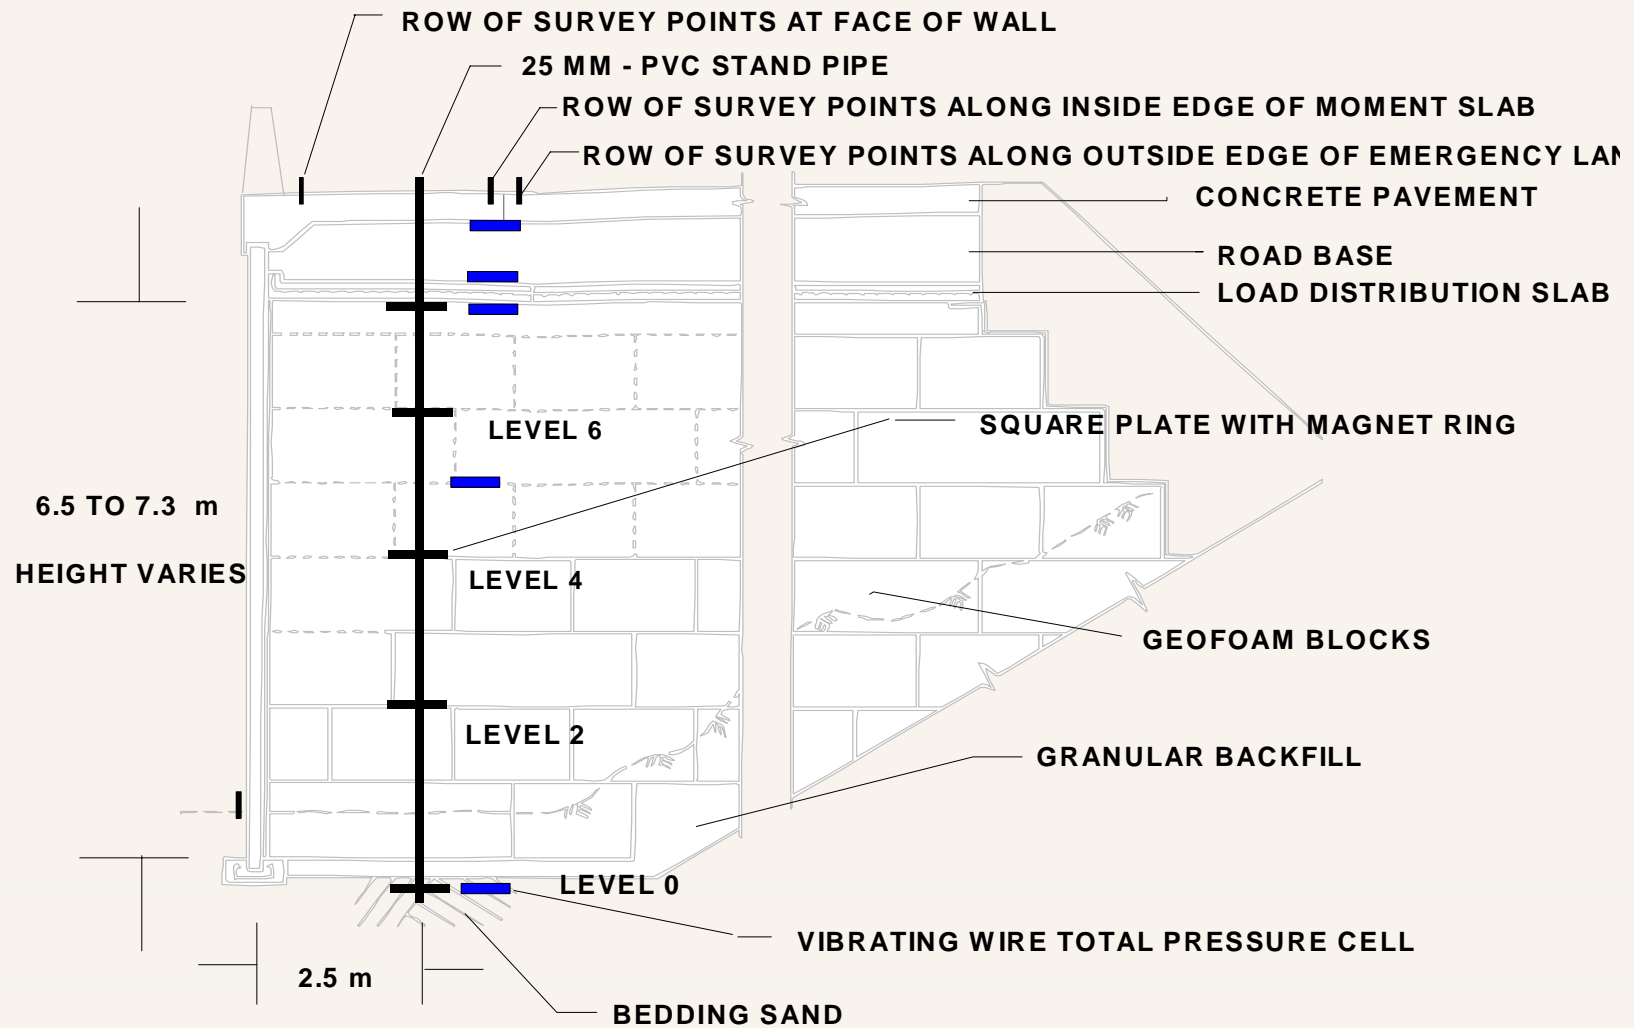 ROW OF SURVEY POINTS AT FACE OF WALL
25 MM - PVC STAND PIPE
ROW OF SURVEY POINTS ALONG INSIDE EDGE OF MOMENT SLAB
ROW OF SURVEY POINTS ALONG OUTSIDE EDGE OF EMERGENCY LAN
CONCRETE PAVEMENT
ROAD BASE
LOAD DISTRIBUTION SLAB
SQUARE PLATE WITH MAGNET RING
LEVEL 6
6.5 TO 7.3 m
HEIGHT VARIES
LEVEL 4
GEOFOAM BLOCKS
LEVEL 2
GRANULAR BACKFILL
LEVEL 0
VIBRATING WIRE TOTAL PRESSURE CELL
2.5 m
BEDDING SAND